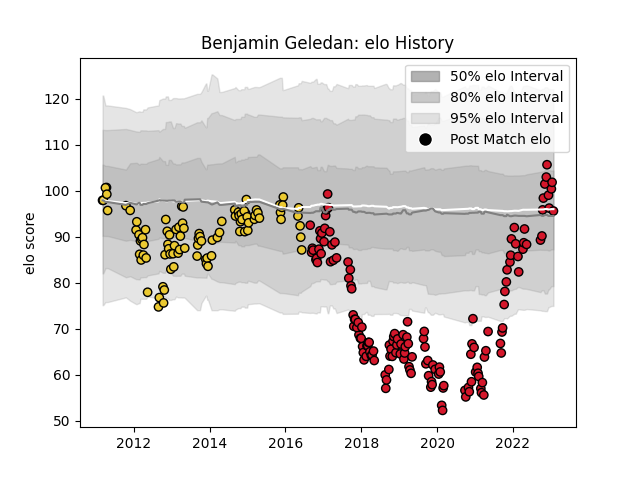 Benjamin Geledan: elo History
50% elo Interval
80% elo Interval
95% elo Interval
Post Match elo
elo score
120
110
100
90
80
70
60
50
2012
2014
2016
2018
2020
2022